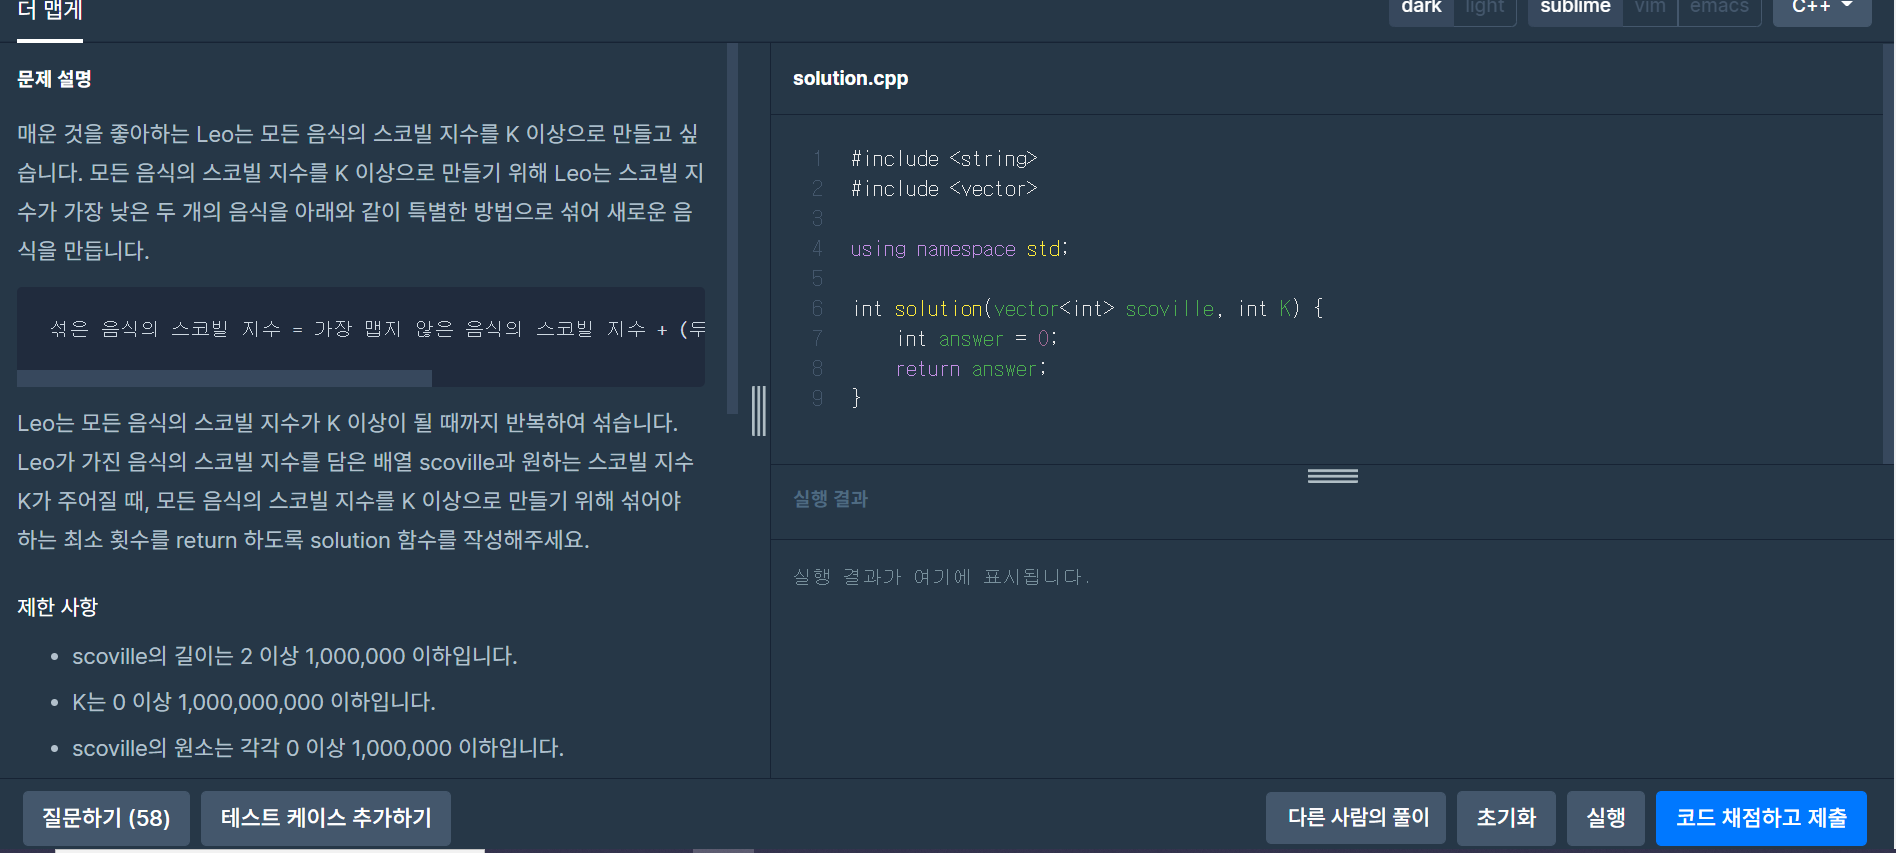 더 맵게
dark light sublime vim emacs C++
문제 설명
매운 것을 좋아하는 Leo는 모든 음식의 스코빌 지수를 K 이상으로 만들고 싶
습니다. 모든 음식의 스코빌 지수를 K 이상으로 만들기 위해 Leo는 스코빌 지
수가 가장 낮은 두 개의 음식을 아래와 같이 특별한 방법으로 섞어 새로운 음
식을 만듭니다.
섞은 음식의 스코빌 지수 = 가장 맵지 않은 음식의 스코빌 지수 + (두
Leo는 모든 음식의 스코빌 지수가 K 이상이 될 때까지 반복하여 섞습니다.
Leo가 가진 음식의 스코빌 지수를 담은 배열 scoville과 원하는 스코빌 지수
K가 주어질 때, 모든 음식의 스코빌 지수를 K 이상으로 만들기 위해 섞어야
하는 최소 횟수를 return 하도록 solution 함수를 작성해주세요.
제한 사항
• scoville의 길이는 2 이상 1,000,000 이하입니다.
• K는 0 이상 1,000,000,000 이하입니다.
• scoville의 원소는 각각 0 이상 1,000,000 이하입니다.
solution.cpp
1 #include <string>
2 #include <vector>
3
4 using namespace std;
5
6 int solution(vector<int> scoville, int K) {
7     int answer = 0;
8     return answer;
9 }
실행 결과
실행 결과가 여기에 표시됩니다.
질문하기 (58) 테스트 케이스 추가하기 다른 사람의 풀이 초기화 실행 코드 채점하고 제출